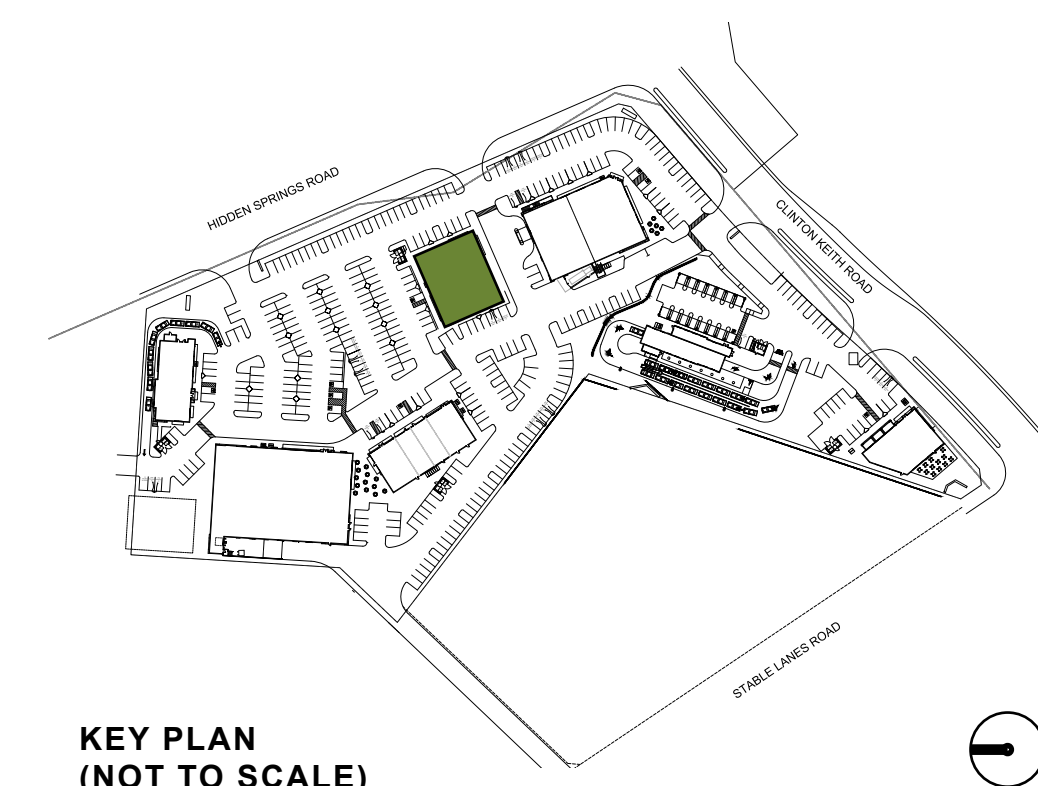 HIDDEN SPRINGS ROAD
CLINTON KEITH ROAD
STABLE LANES ROAD
KEY PLAN
(NOT TO SCALE)